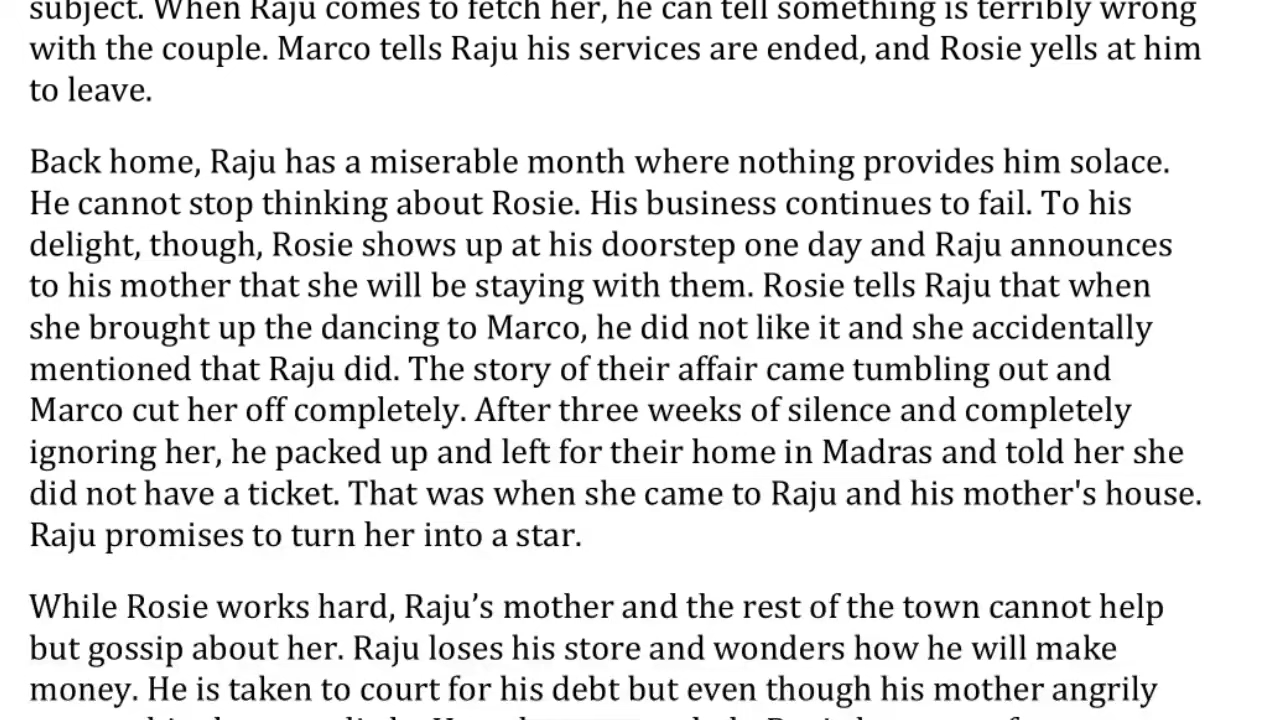 subject. When Raju comes to fetch her, he can tell something is terribly wrong
with the couple. Marco tells Raju his services are ended, and Rosie yells at him
to leave.
Back home, Raju has a miserable month where nothing provides him solace.
He cannot stop thinking about Rosie. His business continues to fail. To his
delight, though, Rosie shows up at his doorstep one day and Raju announces
to his mother that she will be staying with them. Rosie tells Raju that when
she brought up the dancing to Marco, he did not like it and she accidentally
mentioned that Raju did. The story of their affair came tumbling out and
Marco cut her off completely. After three weeks of silence and completely
ignoring her, he packed up and left for their home in Madras and told her she
did not have a ticket. That was when she came to Raju and his mother's house.
Raju promises to turn her into a star.
While Rosie works hard, Raju’s mother and the rest of the town cannot help
but gossip about her. Raju loses his store and wonders how he will make
money. He is taken to court for his debt but even though his mother angrily